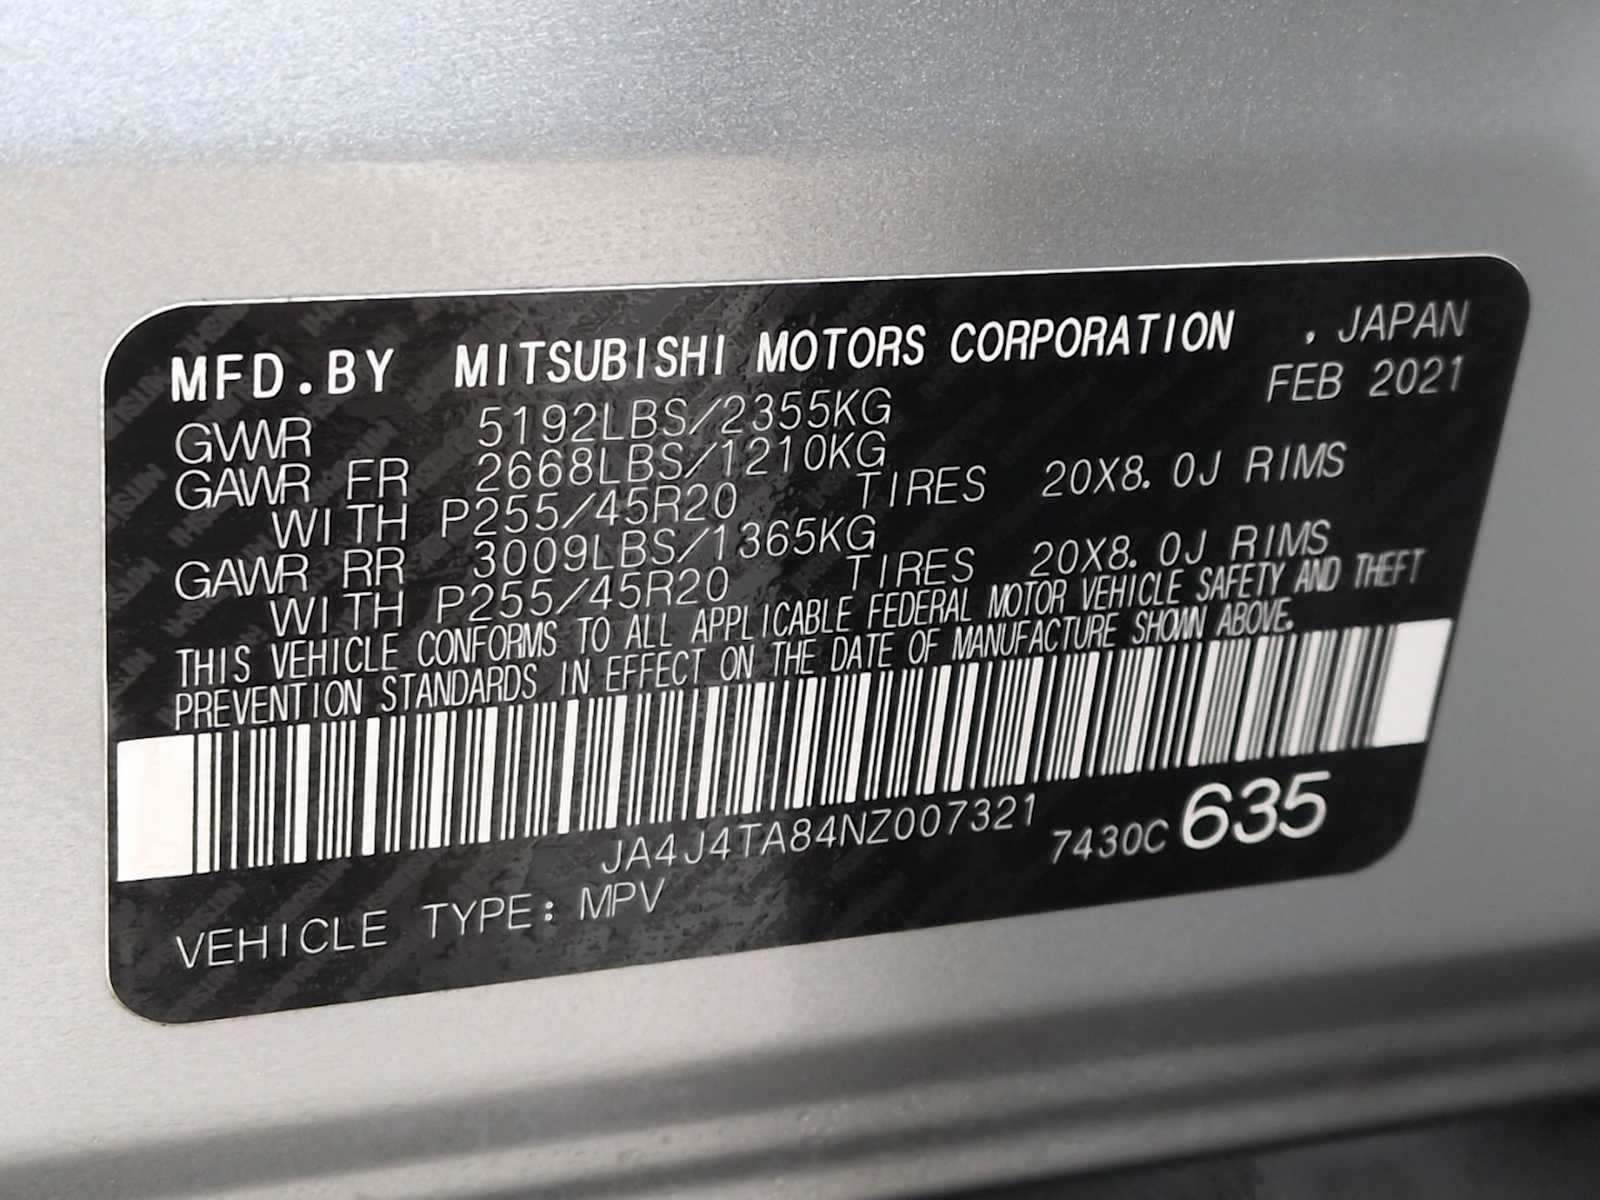 MFD.BY MITSUBISHI MOTORS CORPORATION , JAPAN
FEB 2021
GVWR 5192LBS/2355KG
GAWR FR 2668LBS/1210KG
WITH P255/45R20 TIRES 20X8.0J RIMS
GAWR RR 3009LBS/1365KG
WITH P255/45R20 TIRES 20X8.0J RIMS
THIS VEHICLE CONFORMS TO ALL APPLICABLE FEDERAL MOTOR VEHICLE SAFETY AND THEFT
PREVENTION STANDARDS IN EFFECT ON THE DATE OF MANUFACTURE SHOWN ABOVE.
JA4J4TA84NZ007321 7430C 635
VEHICLE TYPE: MPV